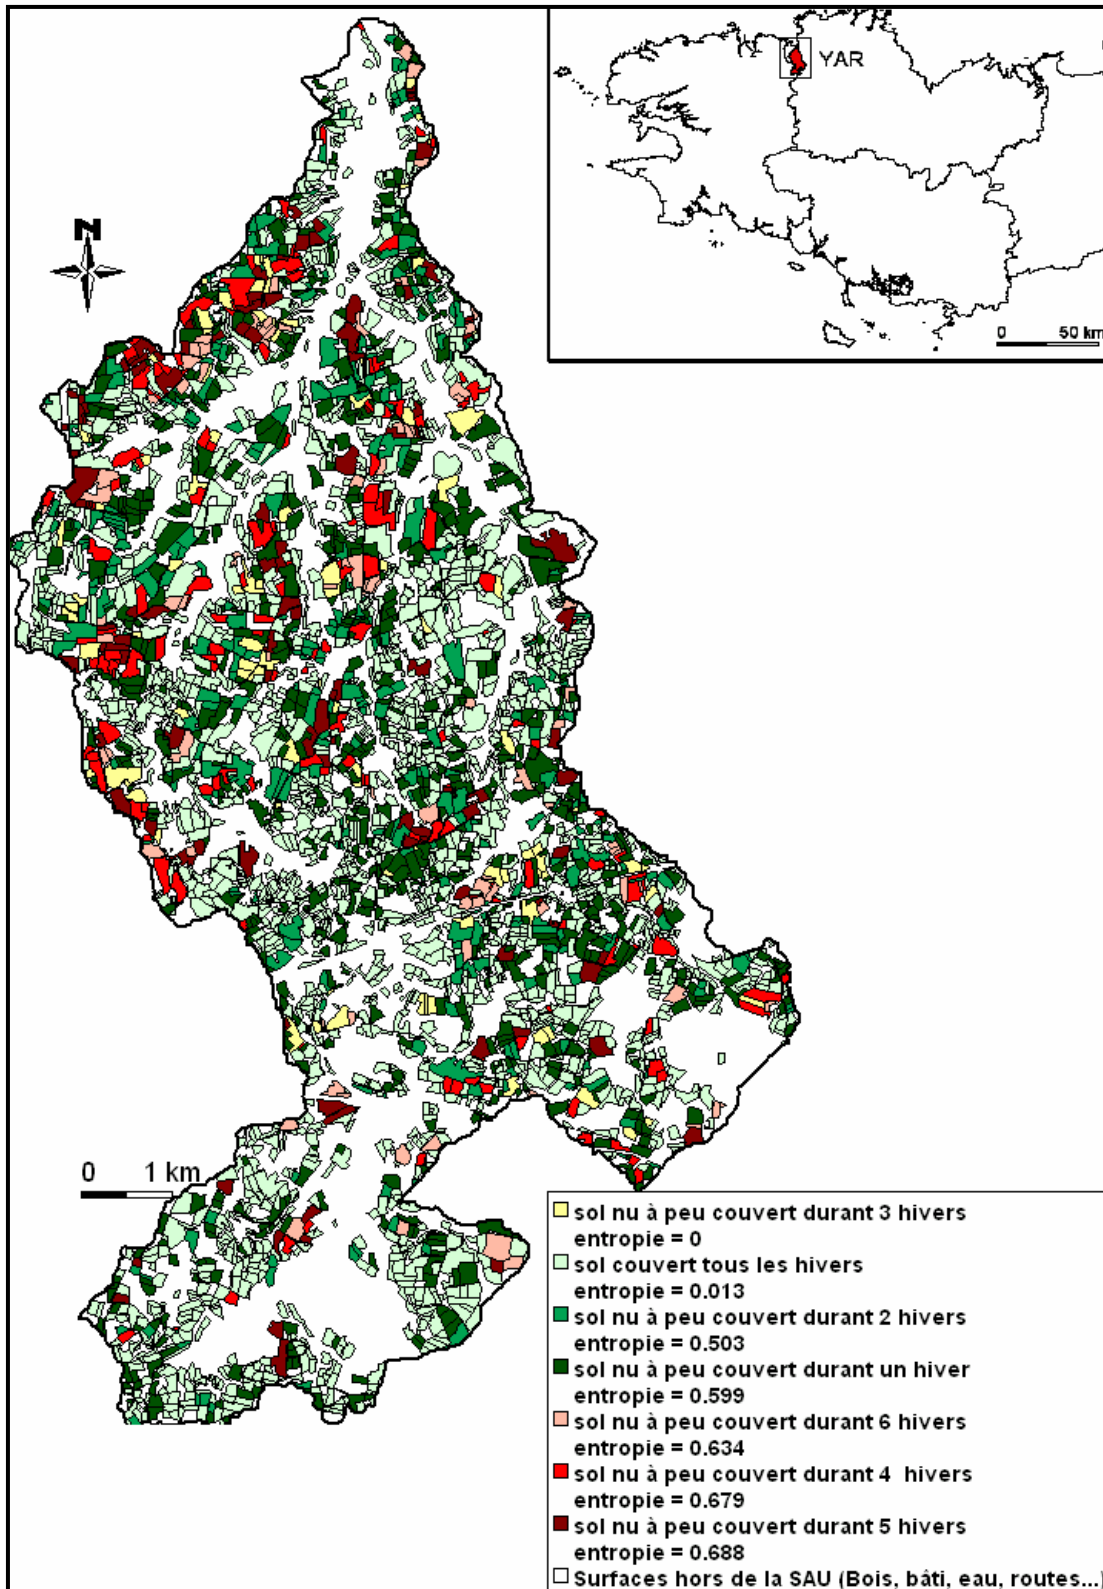 YAR
0 50 km
N
0 1 km
sol nu à peu couvert durant 3 hivers
entropie = 0
sol couvert tous les hivers
entropie = 0.013
sol nu à peu couvert durant 2 hivers
entropie = 0.503
sol nu à peu couvert durant un hiver
entropie = 0.599
sol nu à peu couvert durant 6 hivers
entropie = 0.634
sol nu à peu couvert durant 4 hivers
entropie = 0.679
sol nu à peu couvert durant 5 hivers
entropie = 0.688
Surfaces hors de la SAU (Bois, bâti, eau, routes...)